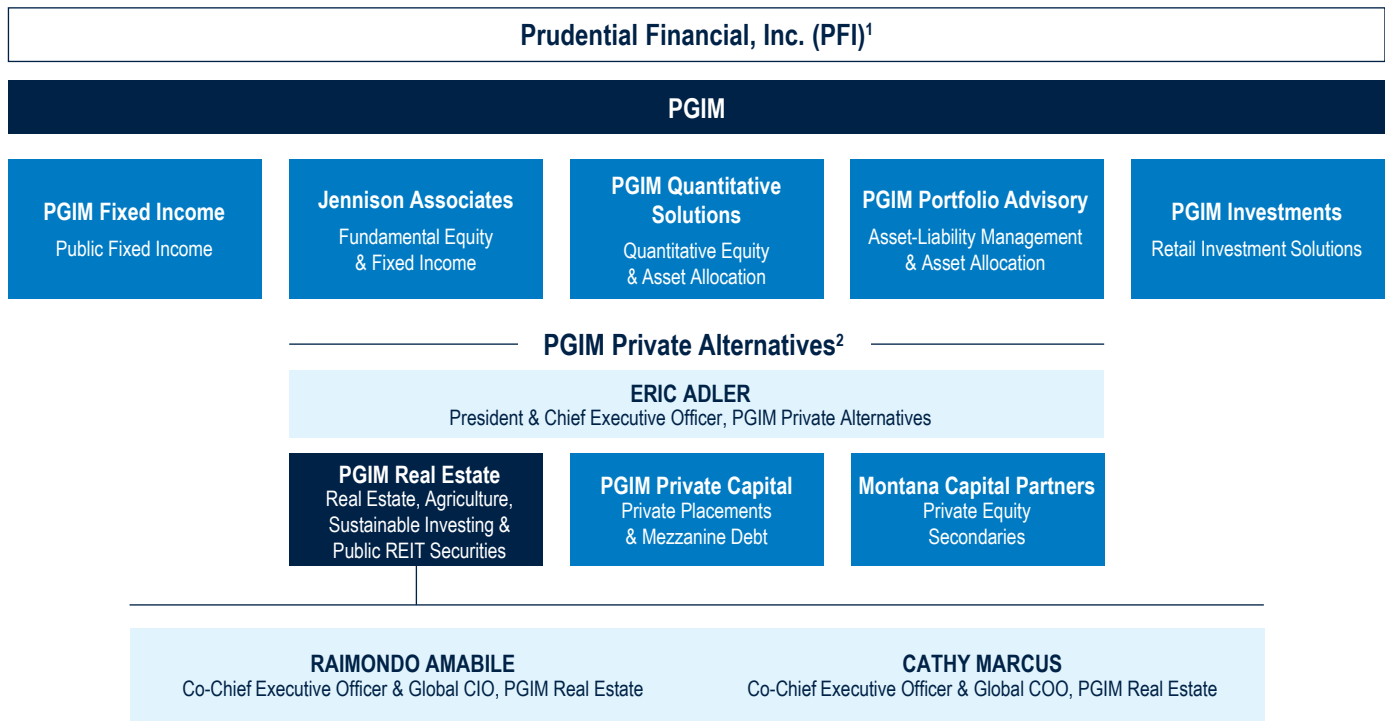 Prudential Financial, Inc. (PFI)¹
PGIM
PGIM Fixed Income
Public Fixed Income
Jennison Associates
Fundamental Equity
& Fixed Income
PGIM Quantitative
Solutions
Quantitative Equity
& Asset Allocation
PGIM Portfolio Advisory
Asset-Liability Management
& Asset Allocation
PGIM Investments
Retail Investment Solutions
PGIM Private Alternatives²
ERIC ADLER
President & Chief Executive Officer, PGIM Private Alternatives
PGIM Real Estate
Real Estate, Agriculture,
Sustainable Investing &
Public REIT Securities
PGIM Private Capital
Private Placements
& Mezzanine Debt
Montana Capital Partners
Private Equity
Secondaries
RAIMONDO AMABILE
Co-Chief Executive Officer & Global CIO, PGIM Real Estate
CATHY MARCUS
Co-Chief Executive Officer & Global COO, PGIM Real Estate